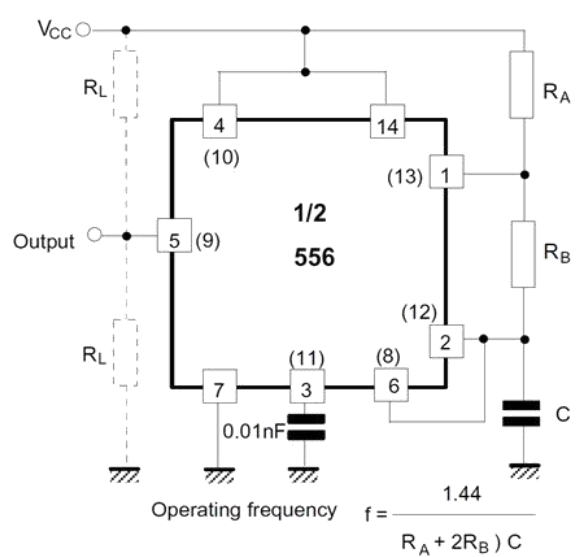 VCC
RL
RA
4
14
(10)
(13)
1
1/2
556
Output
5
(9)
RB
(12)
2
RL
7
(11)
3
(8)
6
0.01nF
C
Operating frequency
f = 1.44
RA + 2RB ) C